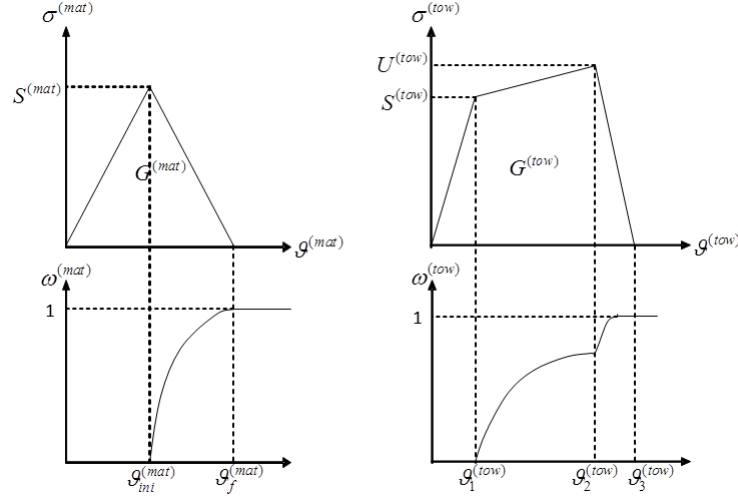 σ^(mat)
S^(mat)
G^(mat)
ϑ^(mat)
ω^(mat)
1
ϑ_ini^(mat) ϑ_f^(mat)
σ^(tow)
U^(tow)
S^(tow)
G^(tow)
ϑ^(tow)
ω^(tow)
1
ϑ_1^(tow) ϑ_2^(tow) ϑ_3^(tow)